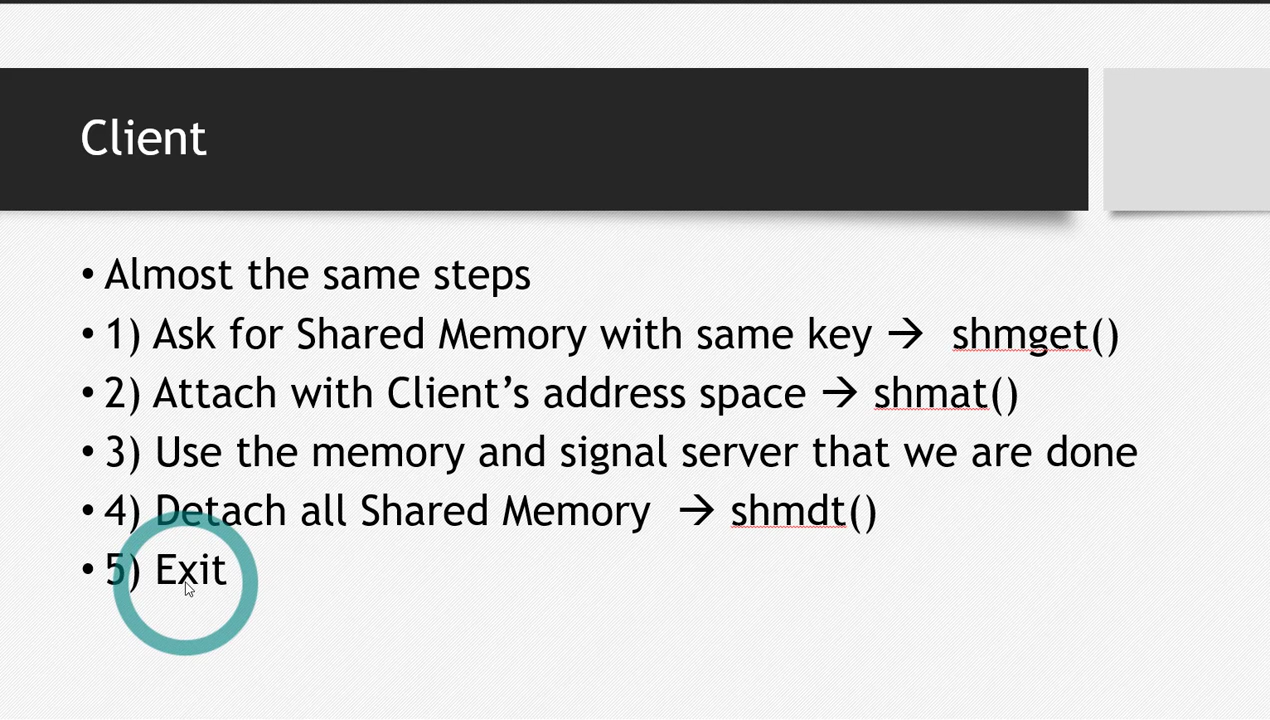 Client
• Almost the same steps
• 1) Ask for Shared Memory with same key → shmget()
• 2) Attach with Client’s address space → shmat()
• 3) Use the memory and signal server that we are done
• 4) Detach all Shared Memory → shmdt()
• 5) Exit